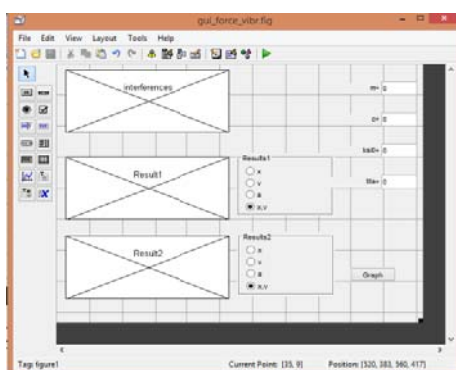 gui_force_vibr.fig
File Edit View Layout Tools Help
interferences
m= 0
c= 0
0
0
Result1
Results1
x
v
a
x,v
Result2
Results2
x
v
a
x,v
Graph
Tag: figure1
Current Point: [35, 9]
Position: [520, 383, 560, 417]